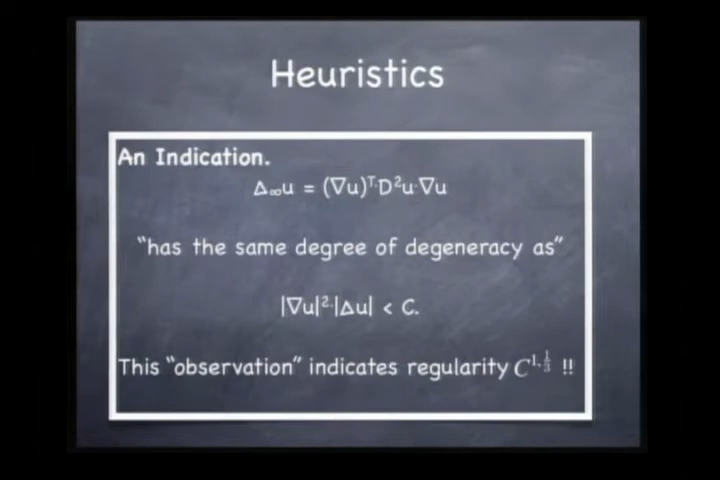 Heuristics
An Indication.
Δ∞u = (∇u)ᵀ·D²u·∇u
"has the same degree of degeneracy as"
|∇u|²·|Δu| < C.
This "observation" indicates regularity C^{1,1/3} !!